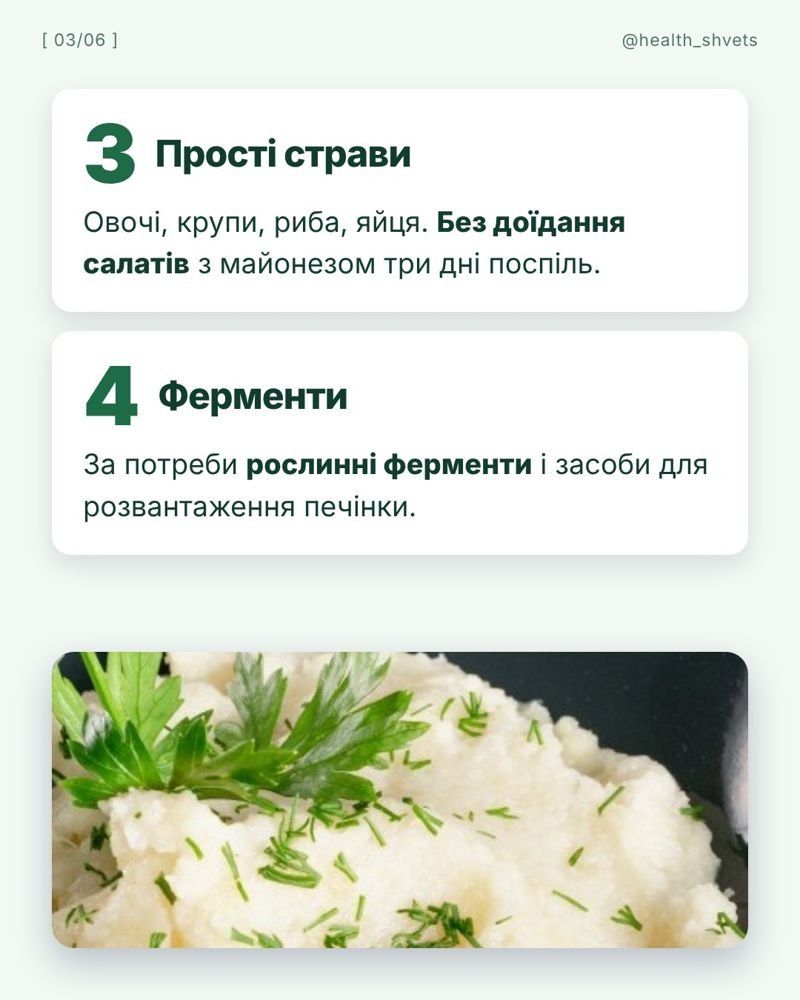 [ 03/06 ]
@health_shvets
3 Прості страви
Овочі, крупи, риба, яйця. Без доїдання
салатів з майонезом три дні поспіль.
4 Ферменти
За потреби рослинні ферменти і засоби для
розвантаження печінки.